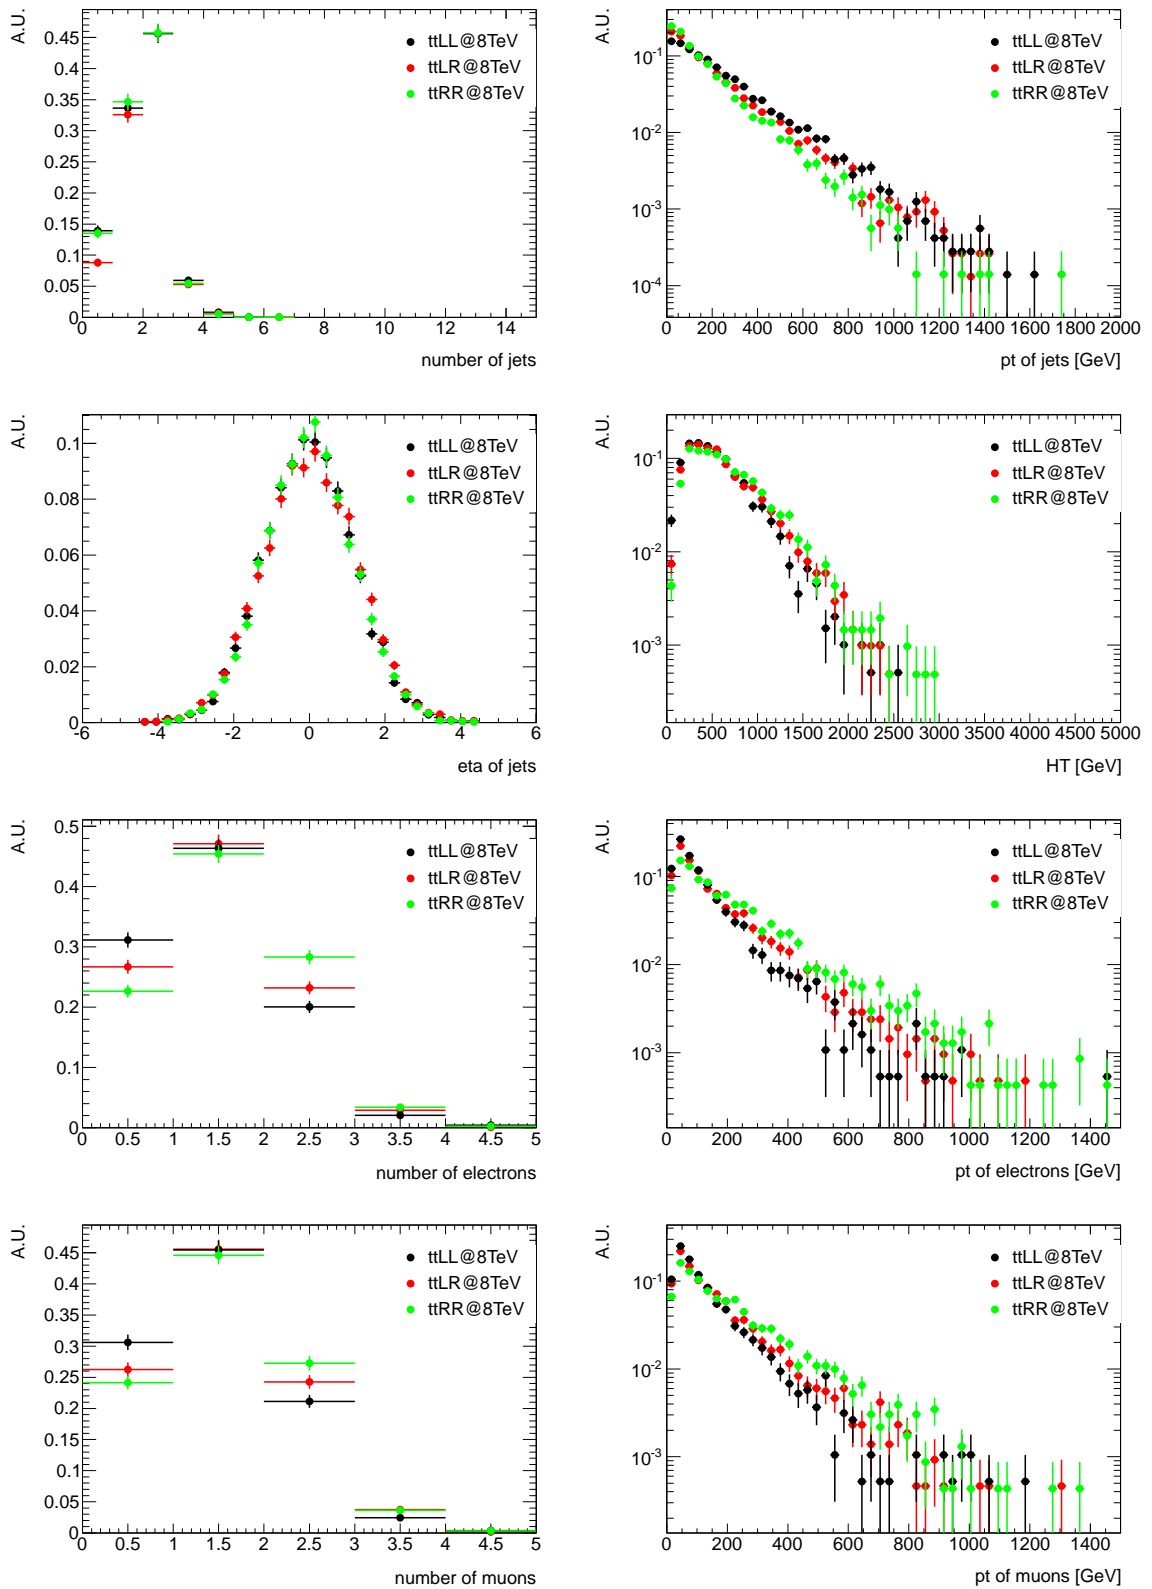 A.U.
0.45
0.4
0.35
0.3
0.25
0.2
0.15
0.1
0.05
0
ttLL@8TeV
ttLR@8TeV
ttRR@8TeV
0 2 4 6 8 10 12 14
number of jets
A.U.
10-1
10-2
10-3
10-4
ttLL@8TeV
ttLR@8TeV
ttRR@8TeV
0 200 400 600 800 1000 1200 1400 1600 1800 2000
pt of jets [GeV]
A.U.
0.1
0.08
0.06
0.04
0.02
0
ttLL@8TeV
ttLR@8TeV
ttRR@8TeV
-6 -4 -2 0 2 4 6
eta of jets
A.U.
10-1
10-2
10-3
ttLL@8TeV
ttLR@8TeV
ttRR@8TeV
0 500 1000 1500 2000 2500 3000 3500 4000 4500 5000
HT [GeV]
A.U.
0.5
0.4
0.3
0.2
0.1
0
ttLL@8TeV
ttLR@8TeV
ttRR@8TeV
0 0.5 1 1.5 2 2.5 3 3.5 4 4.5 5
number of electrons
A.U.
10-1
10-2
10-3
ttLL@8TeV
ttLR@8TeV
ttRR@8TeV
0 200 400 600 800 1000 1200 1400
pt of electrons [GeV]
A.U.
0.45
0.4
0.35
0.3
0.25
0.2
0.15
0.1
0.05
0
ttLL@8TeV
ttLR@8TeV
ttRR@8TeV
0 0.5 1 1.5 2 2.5 3 3.5 4 4.5 5
number of muons
A.U.
10-1
10-2
10-3
ttLL@8TeV
ttLR@8TeV
ttRR@8TeV
0 200 400 600 800 1000 1200 1400
pt of muons [GeV]